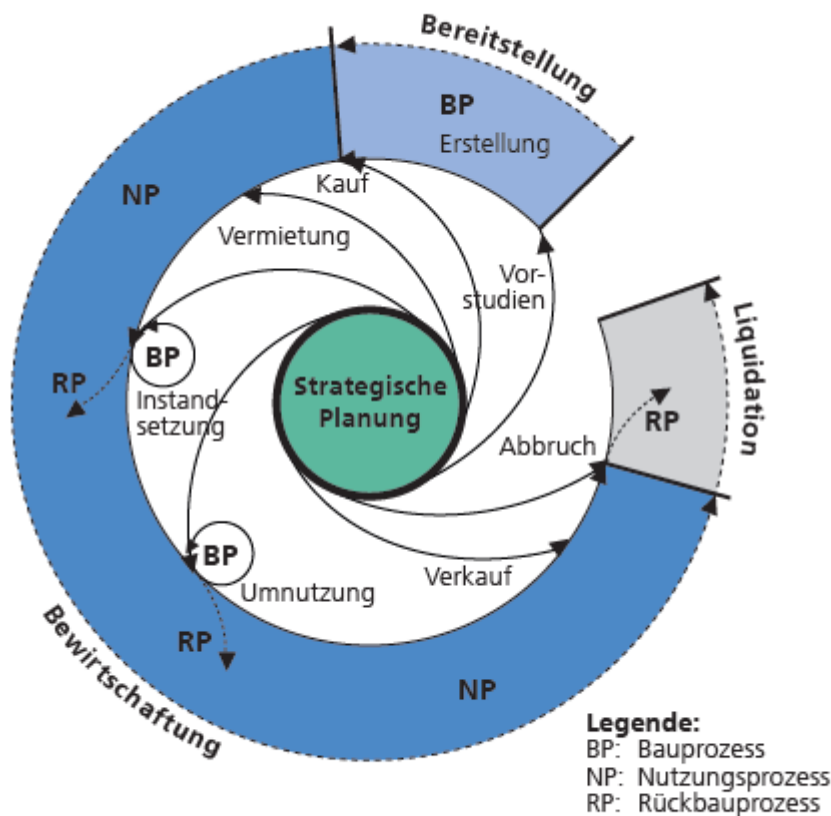 Bereitstellung
BP
Erstellung
Kauf
NP
Vermietung
Vor-
studien
Liquidation
BP
RP
Instand-
setzung
Strategische
Planung
Abbruch
RP
BP
Verkauf
Umnutzung
RP
Bewirtschaftung
NP
Legende:
BP: Bauprozess
NP: Nutzungsprozess
RP: Rückbauprozess